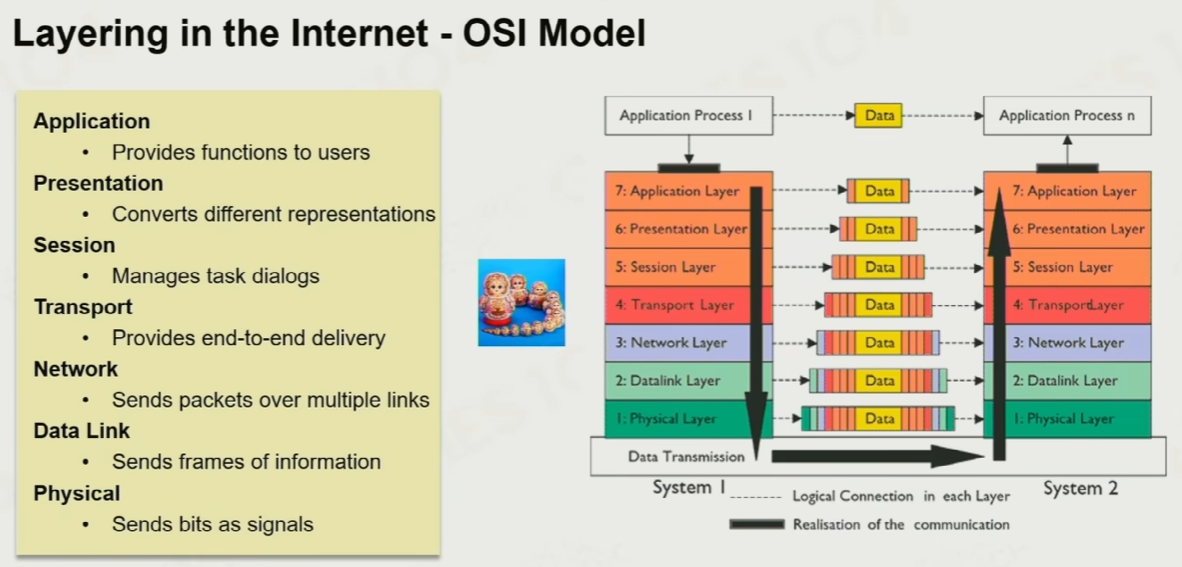 Layering in the Internet - OSI Model
Application
• Provides functions to users
Presentation
• Converts different representations
Session
• Manages task dialogs
Transport
• Provides end-to-end delivery
Network
• Sends packets over multiple links
Data Link
• Sends frames of information
Physical
• Sends bits as signals
Application Process 1 Data Application Process n
7: Application Layer Data 7: Application Layer
6: Presentation Layer Data 6: Presentation Layer
5: Session Layer Data 5: Session Layer
4: Transport Layer Data 4: Transport Layer
3: Network Layer Data 3: Network Layer
2: Datalink Layer Data 2: Datalink Layer
1: Physical Layer Data 1: Physical Layer
Data Transmission
System 1 System 2
Logical Connection in each Layer
Realisation of the communication